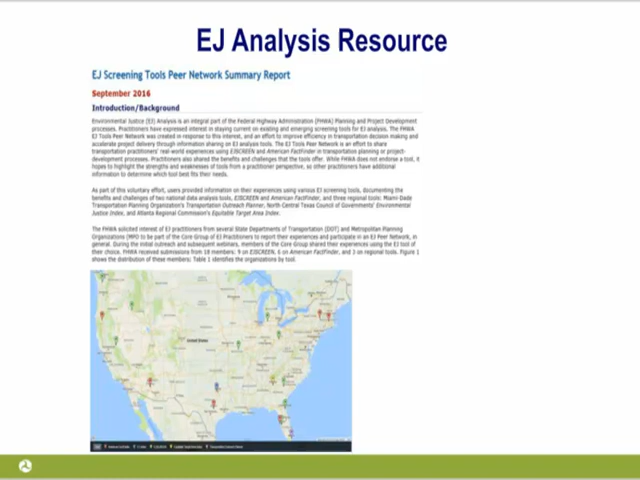 EJ Analysis Resource
EJ Screening Tools Peer Network Summary Report
September 2016
Introduction/Background
Environmental Justice (EJ) Analysis is an integral part of the Federal Highway Administration (FHWA) Planning and Project Development
processes. Practitioners have expressed interest in staying current on existing and emerging screening tools for EJ analysis. The FHWA
EJ Tools Peer Network was created in response to this interest, and an effort to improve efficiency in transportation decision making and
accelerate project delivery through information sharing on EJ analysis tools. The EJ Tools Peer Network is an effort to share
transportation practitioners' real-world experiences using EJSCREEN and American FactFinder in transportation planning or project-
development processes. Practitioners also shared the benefits and challenges that the tools offer. While FHWA does not endorse a tool, it
hopes to highlight the strengths and weaknesses of tools from a practitioner perspective, so other practitioners have additional
information to determine which tool best fits their needs.
As part of this voluntary effort, users provided information on their experiences using various EJ screening tools, documenting the
benefits and challenges of two national data analysis tools, EJSCREEN and American FactFinder, and three regional tools: Miami-Dade
Transportation Planning Organization's Transportation Outreach Planner, North Central Texas Council of Governments' Environmental
Justice Index, and Atlanta Regional Commission's Equitable Target Area Index.
The FHWA solicited interest of EJ practitioners from several State Departments of Transportation (DOT) and Metropolitan Planning
Organizations (MPO) to be part of the Core Group of EJ Practitioners to report their experiences and participate in an EJ Peer Network, in
general. During the initial outreach and subsequent webinars, members of the Core Group shared their experiences using the EJ tool of
their choice. FHWA received submissions from 18 members: 9 on EJSCREEN, 6 on American FactFinder, and 3 on regional tools. Figure 1
shows the distribution of these members; Table 1 identifies the organizations by tool.
United States